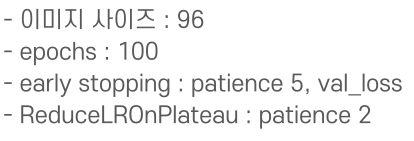 - 이미지 사이즈 : 96
- epochs : 100
- early stopping : patience 5, val_loss
- ReduceLROnPlateau : patience 2